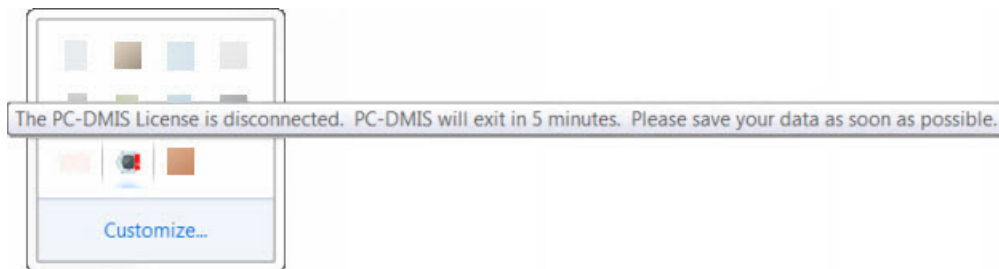 The PC-DMIS License is disconnected. PC-DMIS will exit in 5 minutes. Please save your data as soon as possible.
Customize...